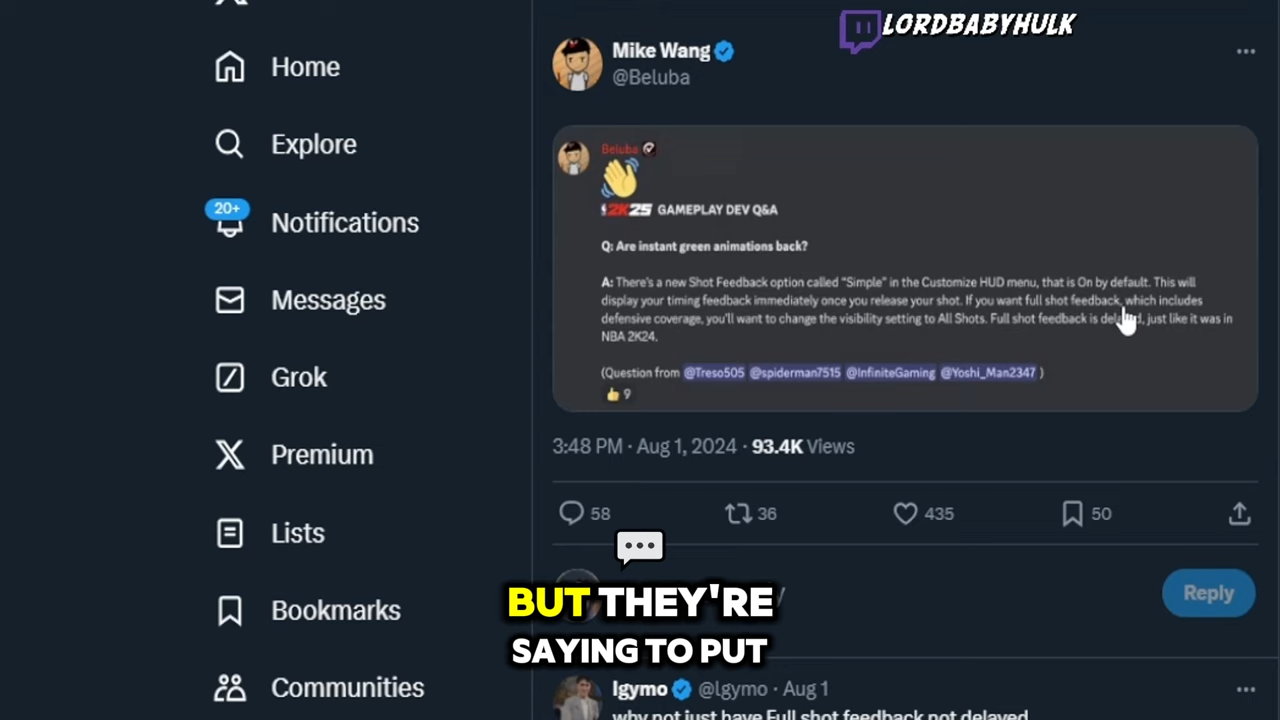 LORDBABYHULK
Home
Explore
20+
Notifications
Messages
Grok
Premium
Lists
Bookmarks
Communities
Mike Wang
@Beluba
Beluba
2K25 GAMEPLAY DEV Q&A
Q: Are instant green animations back?
A: There's a new Shot Feedback option called "Simple" in the Customize HUD menu, that is On by default. This will
display your timing feedback immediately once you release your shot. If you want full shot feedback, which includes
defensive coverage, you'll want to change the visibility setting to All Shots. Full shot feedback is delayed, just like it was in
NBA 2K24.
(Question from @Treso505 @spiderman7515 @InfiniteGaming @Yoshi_Man2347 )
9
3:48 PM · Aug 1, 2024 · 93.4K Views
58
36
435
50
BUT THEY'RE
SAYING TO PUT
Reply
lgymo @lgymo · Aug 1
why not just have Full shot feedback not delayed